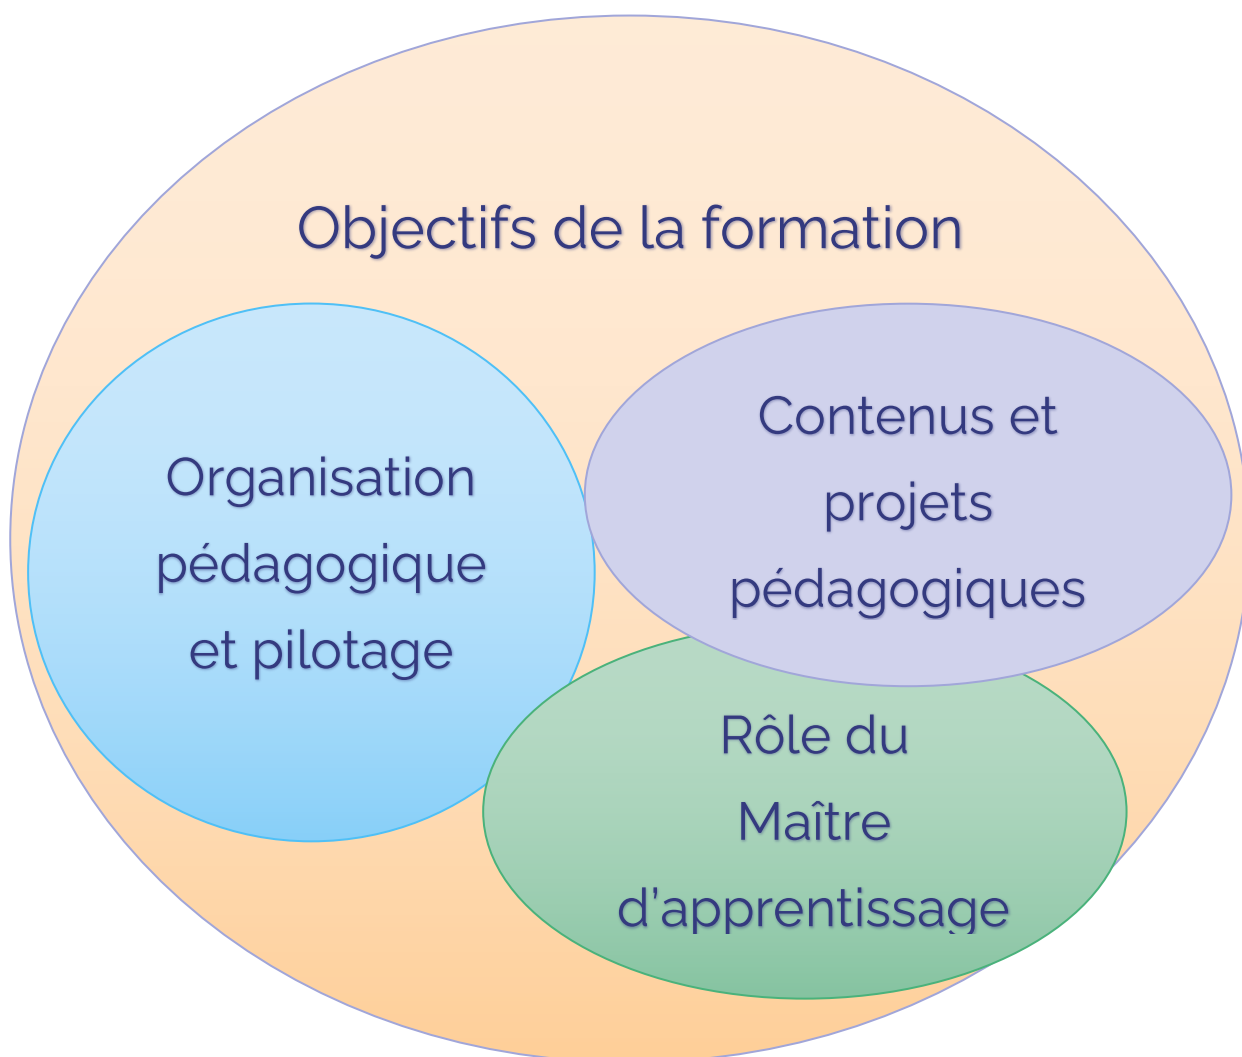 Objectifs de la formation
Organisation
pédagogique
et pilotage
Contenus et
projets
pédagogiques
Rôle du
Maître
d’apprentissage